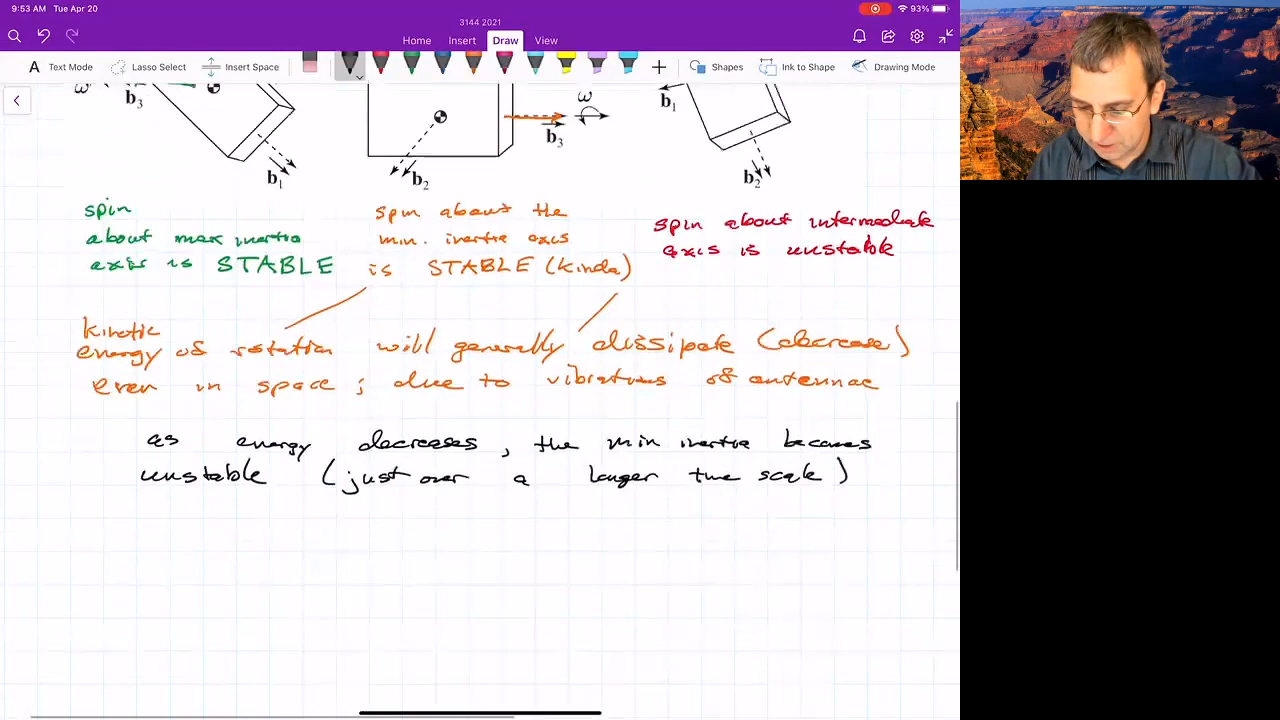 9:53 AM Tue Apr 20
93%
3144 2021
Home Insert Draw View
Text Mode Lasso Select Insert Space Shapes Ink to Shape Drawing Mode
ω b3 b1
b2 b3 ω
b1 b2
spin
about max inertia
axis is STABLE
spin about the
min. inertia axis
is STABLE (kinda)
spin about intermediate
axis is unstable
kinetic
energy of rotation will generally dissipate (decrease)
even in space; due to vibrations of antennae
as energy decreases, the min inertia becomes
unstable (just over a longer time scale)